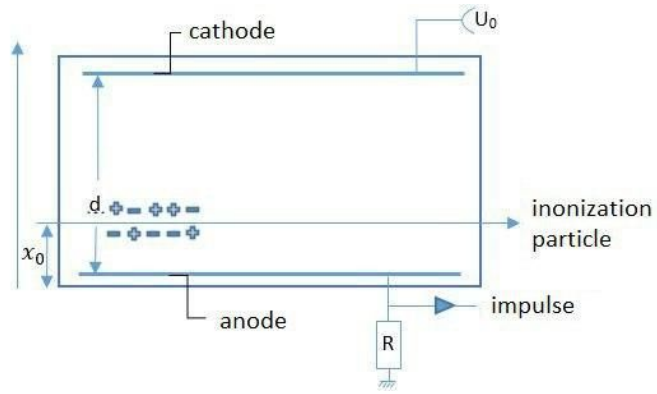 U₀
cathode
d
inonization
particle
x₀
impulse
anode
R